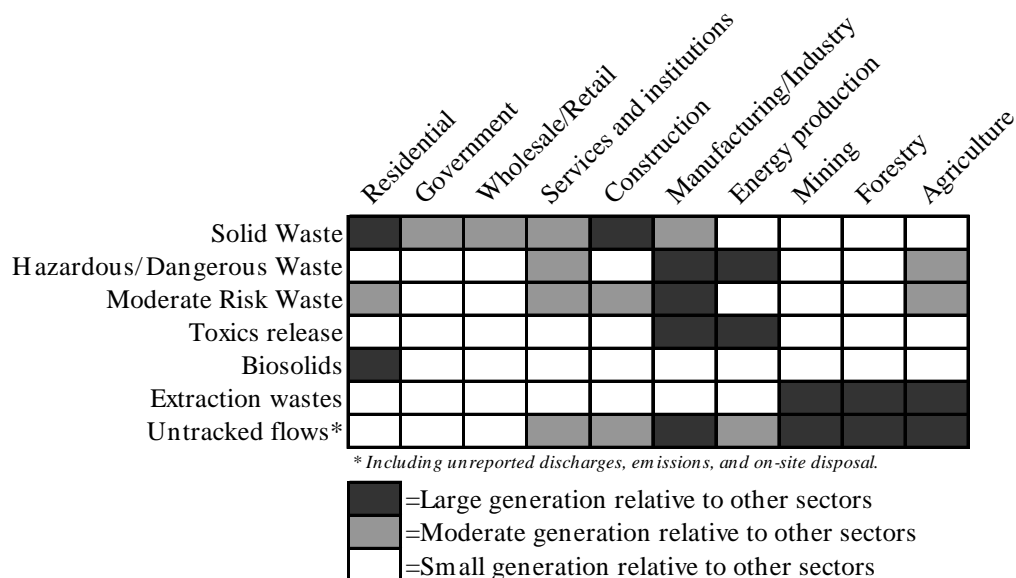 Residential
Government
Wholesale/Retail
Services and institutions
Construction
Manufacturing/Industry
Energy production
Mining
Forestry
Agriculture
Solid Waste
Hazardous/Dangerous Waste
Moderate Risk Waste
Toxics release
Biosolids
Extraction wastes
Untracked flows*
* Including unreported discharges, emissions, and on-site disposal.
=Large generation relative to other sectors
=Moderate generation relative to other sectors
=Small generation relative to other sectors